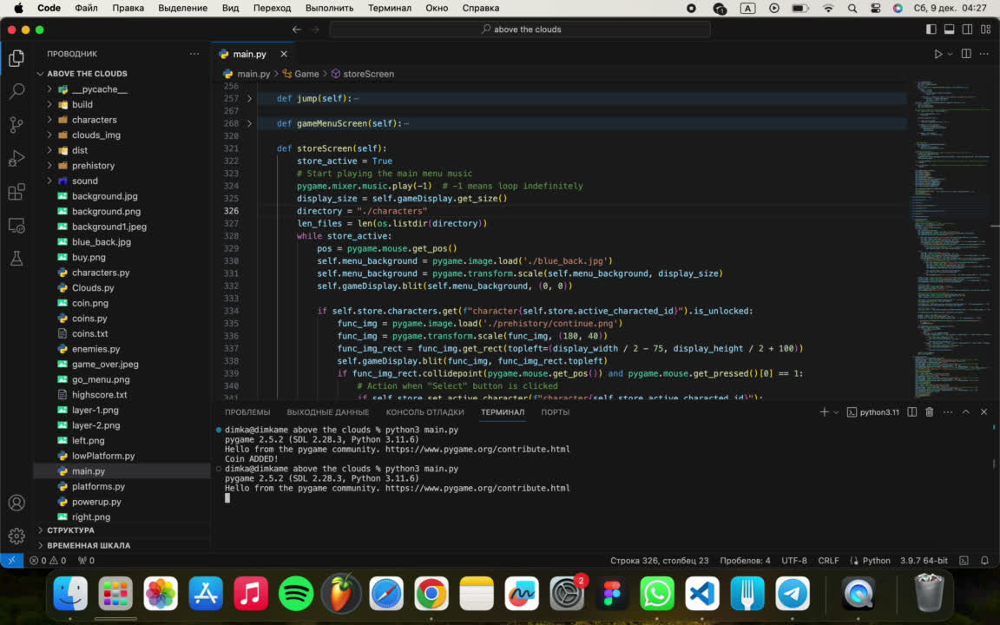 Code Файл Правка Выделение Вид Переход Выполнить Терминал Окно Справка A Сб, 9 дек. 04:27
above the clouds
ПРОВОДНИК
ABOVE THE CLOUDS
__pycache__
build
characters
clouds_img
dist
prehistory
sound
background.jpg
background.png
background1.jpeg
blue_back.jpg
buy.png
characters.py
Clouds.py
coin.png
coins.py
coins.txt
enemies.py
game_over.jpeg
go_menu.png
highscore.txt
layer-1.png
layer-2.png
left.png
lowPlatform.py
main.py
platforms.py
powerup.py
right.png
СТРУКТУРА
ВРЕМЕННАЯ ШКАЛА
main.py
main.py > Game > storeScreen
256
257 def jump(self):
267
268 def gameMenuScreen(self):
320
321 def storeScreen(self):
322 store_active = True
323 # Start playing the main menu music
324 pygame.mixer.music.play(-1) # -1 means loop indefinitely
325 display_size = self.gameDisplay.get_size()
326 directory = "./characters"
327 len_files = len(os.listdir(directory))
328 while store_active:
329 pos = pygame.mouse.get_pos()
330 self.menu_background = pygame.image.load('./blue_back.jpg')
331 self.menu_background = pygame.transform.scale(self.menu_background, display_size)
332 self.gameDisplay.blit(self.menu_background, (0, 0))
333
334 if self.store.characters.get(f"character{self.store.active_characted_id}").is_unlocked:
335 func_img = pygame.image.load('./prehistory/continue.png')
336 func_img = pygame.transform.scale(func_img, (180, 40))
337 func_img_rect = func_img.get_rect(topleft=(display_width / 2 - 75, display_height / 2 + 100))
338 self.gameDisplay.blit(func_img, func_img_rect.topleft)
339 if func_img_rect.collidepoint(pygame.mouse.get_pos()) and pygame.mouse.get_pressed()[0] == 1:
340 # Action when "Select" button is clicked
341 if self.store.set_active_character(f"character{self.store.active_characted_id}"):
ПРОБЛЕМЫ ВЫХОДНЫЕ ДАННЫЕ КОНСОЛЬ ОТЛАДКИ ТЕРМИНАЛ ПОРТЫ python3.11
dimka@dimkame above the clouds % python3 main.py
pygame 2.5.2 (SDL 2.28.3, Python 3.11.6)
Hello from the pygame community. https://www.pygame.org/contribute.html
Coin ADDED!
dimka@dimkame above the clouds % python3 main.py
pygame 2.5.2 (SDL 2.28.3, Python 3.11.6)
Hello from the pygame community. https://www.pygame.org/contribute.html
0 0 0 Строка 326, столбец 23 Пробелов: 4 UTF-8 CRLF Python 3.9.7 64-bit
2